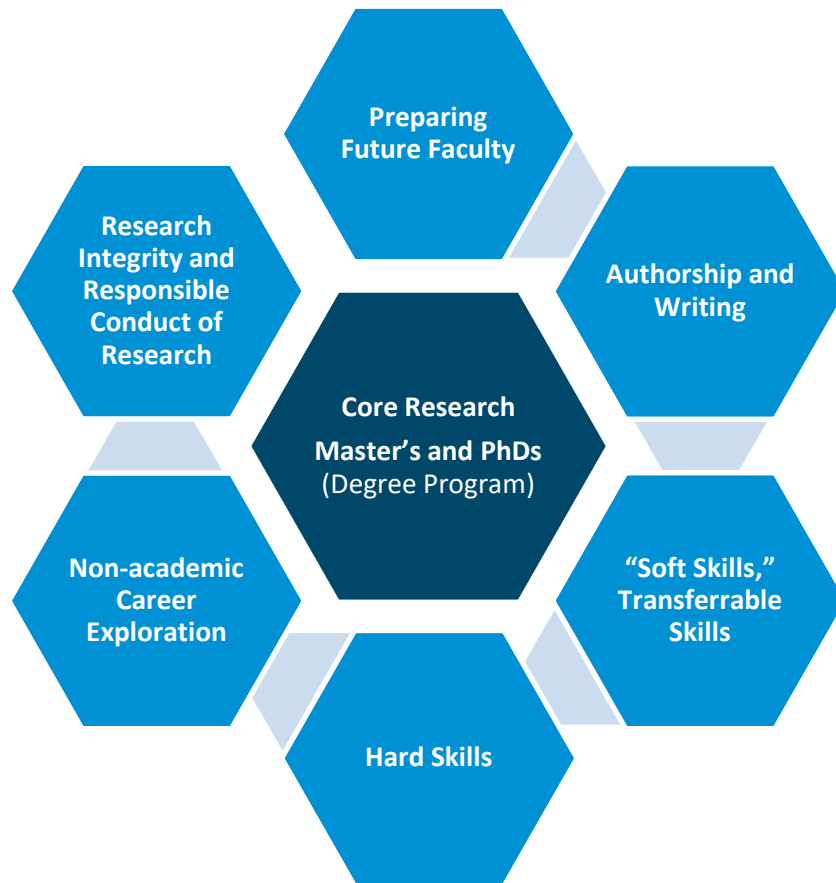 Preparing
Future Faculty
Authorship and
Writing
“Soft Skills,”
Transferrable
Skills
Hard Skills
Non-academic
Career
Exploration
Research
Integrity and
Responsible
Conduct of
Research
Core Research
Master’s and PhDs
(Degree Program)